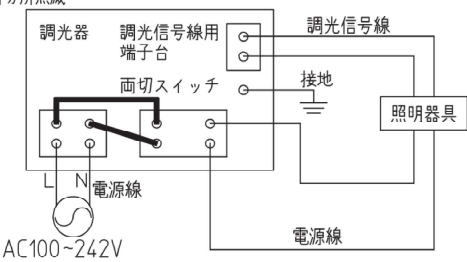 調光器
調光信号線用
端子台
調光信号線
両切スイッチ
接地
照明器具
L
N
電源線
電源線
AC100~242V